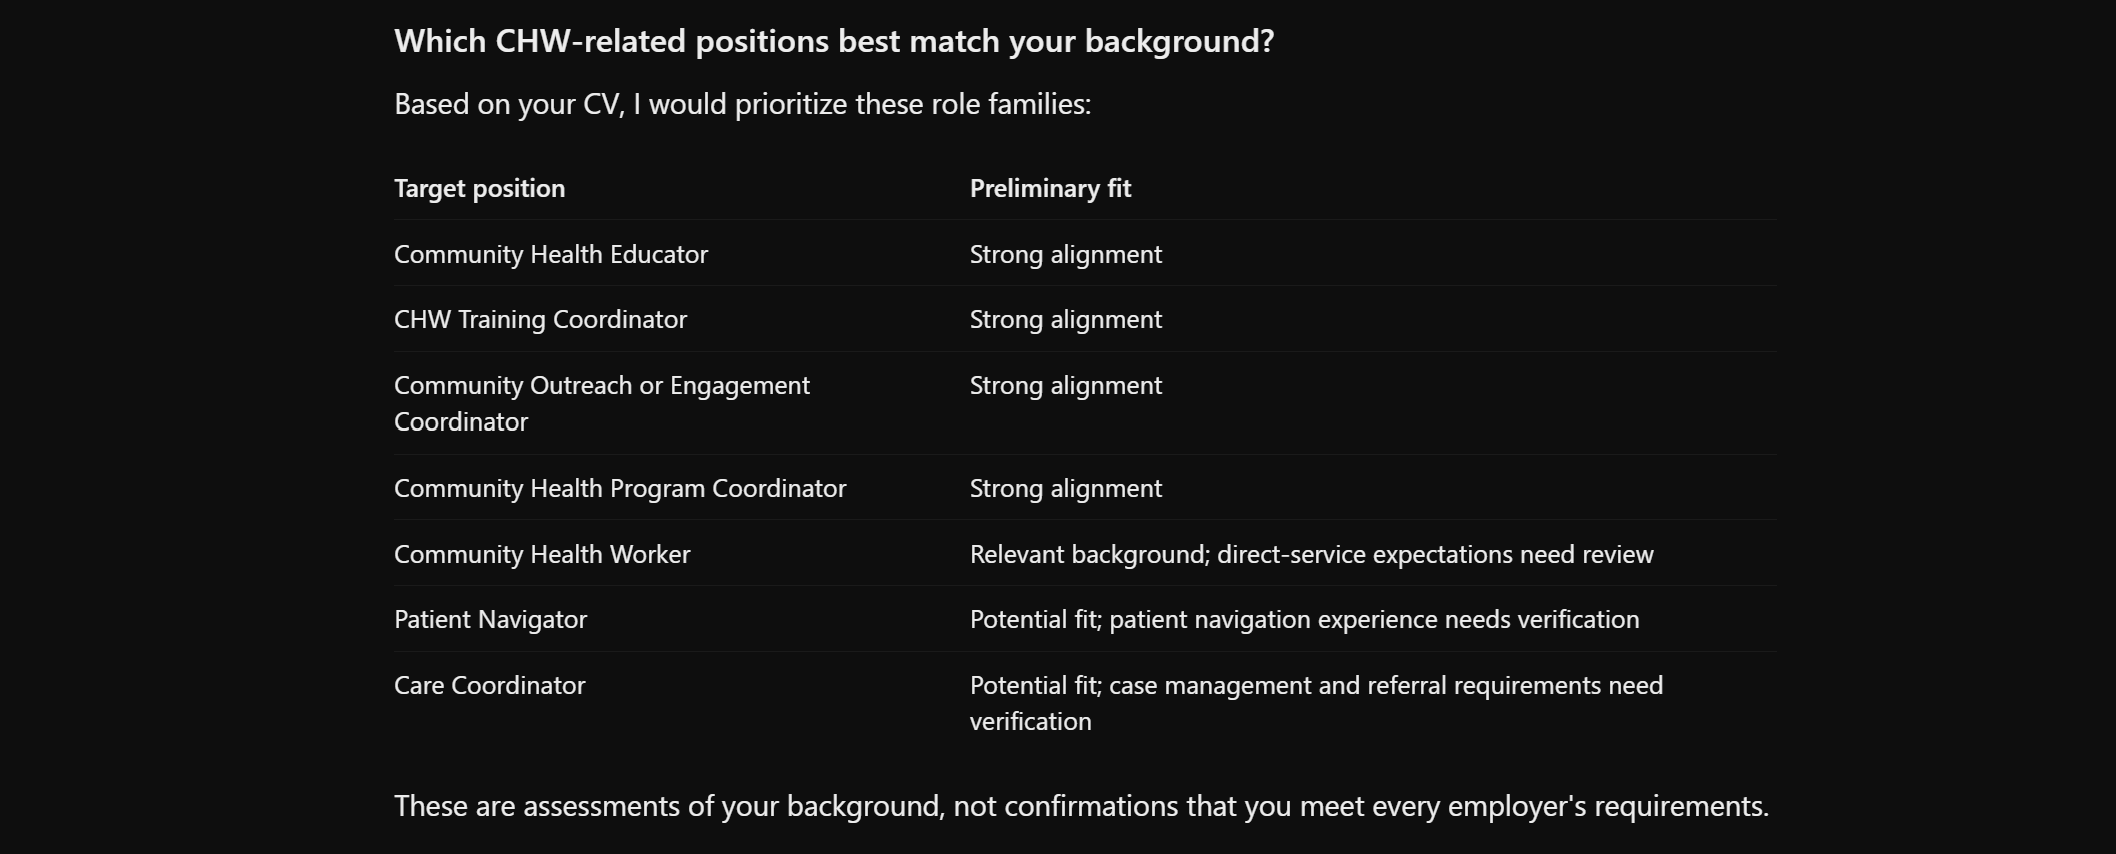 Which CHW-related positions best match your background?
Based on your CV, I would prioritize these role families:
Target position Preliminary fit
Community Health Educator Strong alignment
CHW Training Coordinator Strong alignment
Community Outreach or Engagement Strong alignment
Coordinator
Community Health Program Coordinator Strong alignment
Community Health Worker Relevant background; direct-service expectations need review
Patient Navigator Potential fit; patient navigation experience needs verification
Care Coordinator Potential fit; case management and referral requirements need
verification
These are assessments of your background, not confirmations that you meet every employer's requirements.